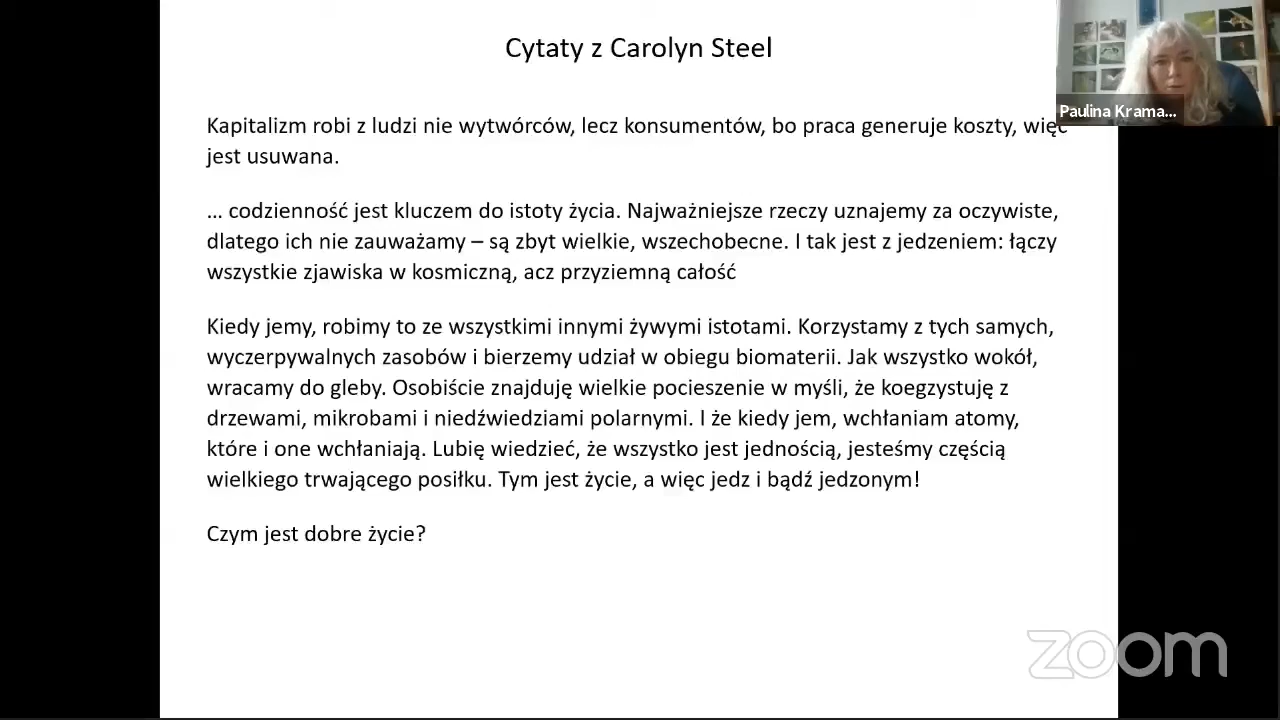 Cytaty z Carolyn Steel
Paulina Krama...
Kapitalizm robi z ludzi nie wytwórców, lecz konsumentów, bo praca generuje koszty, więc
jest usuwana.
... codzienność jest kluczem do istoty życia. Najważniejsze rzeczy uznajemy za oczywiste,
dlatego ich nie zauważamy – są zbyt wielkie, wszechobecne. I tak jest z jedzeniem: łączy
wszystkie zjawiska w kosmiczną, acz przyziemną całość
Kiedy jemy, robimy to ze wszystkimi innymi żywymi istotami. Korzystamy z tych samych,
wyczerpywalnych zasobów i bierzemy udział w obiegu biomaterii. Jak wszystko wokół,
wracamy do gleby. Osobiście znajduję wielkie pocieszenie w myśli, że koegzystuję z
drzewami, mikrobami i niedźwiedziami polarnymi. I że kiedy jem, wchłaniam atomy,
które i one wchłaniają. Lubię wiedzieć, że wszystko jest jednością, jesteśmy częścią
wielkiego trwającego posiłku. Tym jest życie, a więc jedz i bądź jedzonym!
Czym jest dobre życie?
zoom